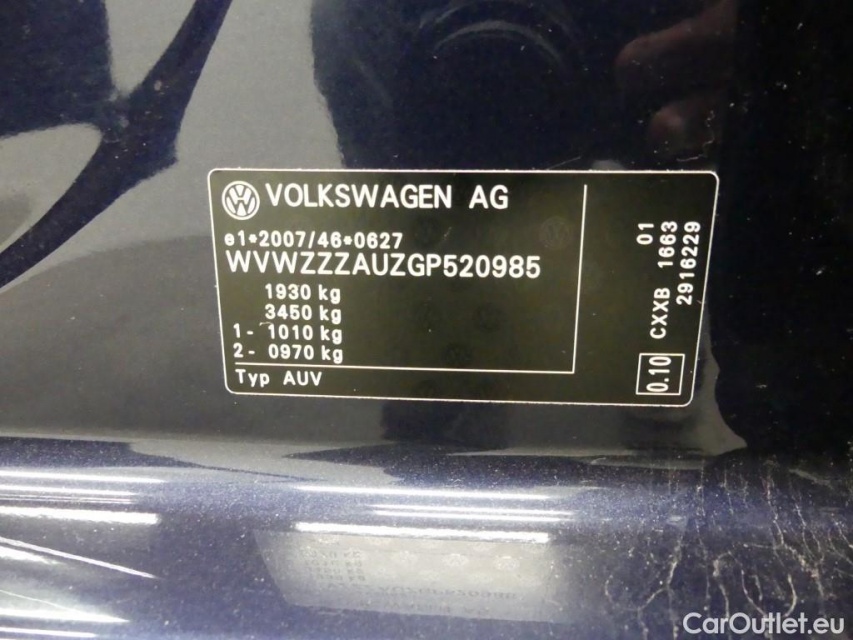 VOLKSWAGEN AG
e1*2007/46*0627
WVWZZZAUZGP520985
1930 kg
3450 kg
1- 1010 kg
2- 0970 kg
Typ AUV
01
CXXB 1663
2916229
0.10
CarOutlet.eu